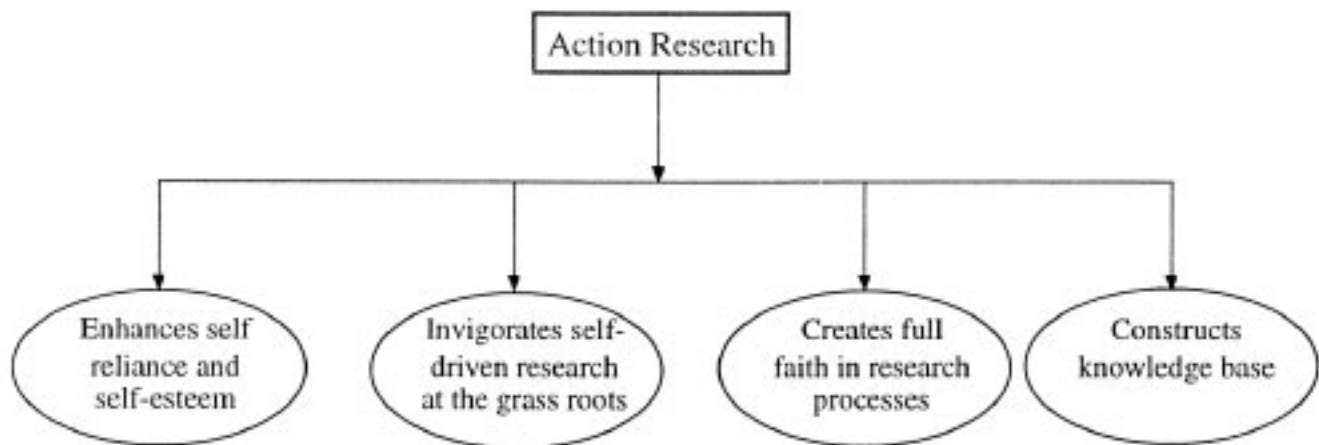 Action Research
Enhances self
reliance and
self-esteem
Invigorates self-
driven research
at the grass roots
Creates full
faith in research
processes
Constructs
knowledge base